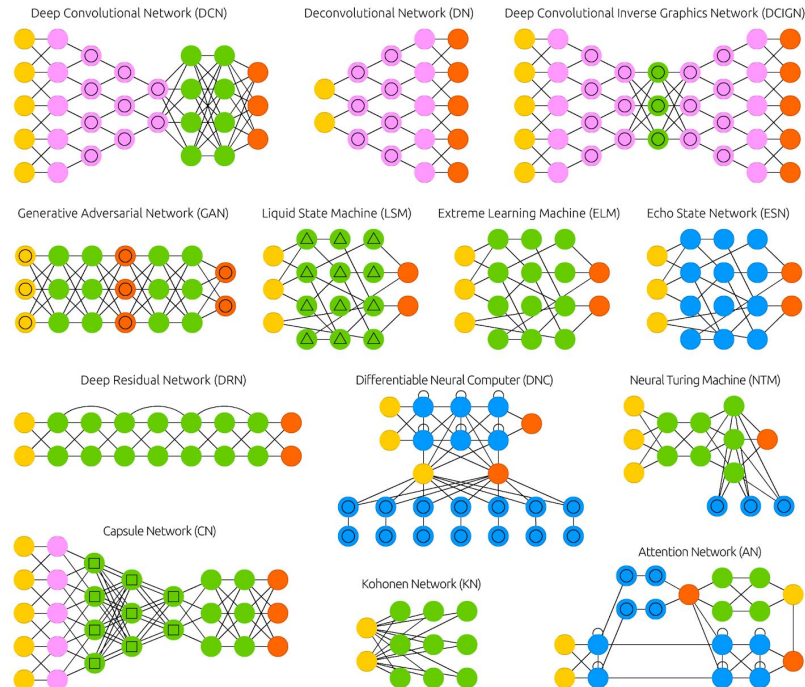 Deep Convolutional Network (DCN)
Deconvolutional Network (DN)
Deep Convolutional Inverse Graphics Network (DCIGN)
Generative Adversarial Network (GAN)
Liquid State Machine (LSM)
Extreme Learning Machine (ELM)
Echo State Network (ESN)
Deep Residual Network (DRN)
Differentiable Neural Computer (DNC)
Neural Turing Machine (NTM)
Capsule Network (CN)
Kohonen Network (KN)
Attention Network (AN)